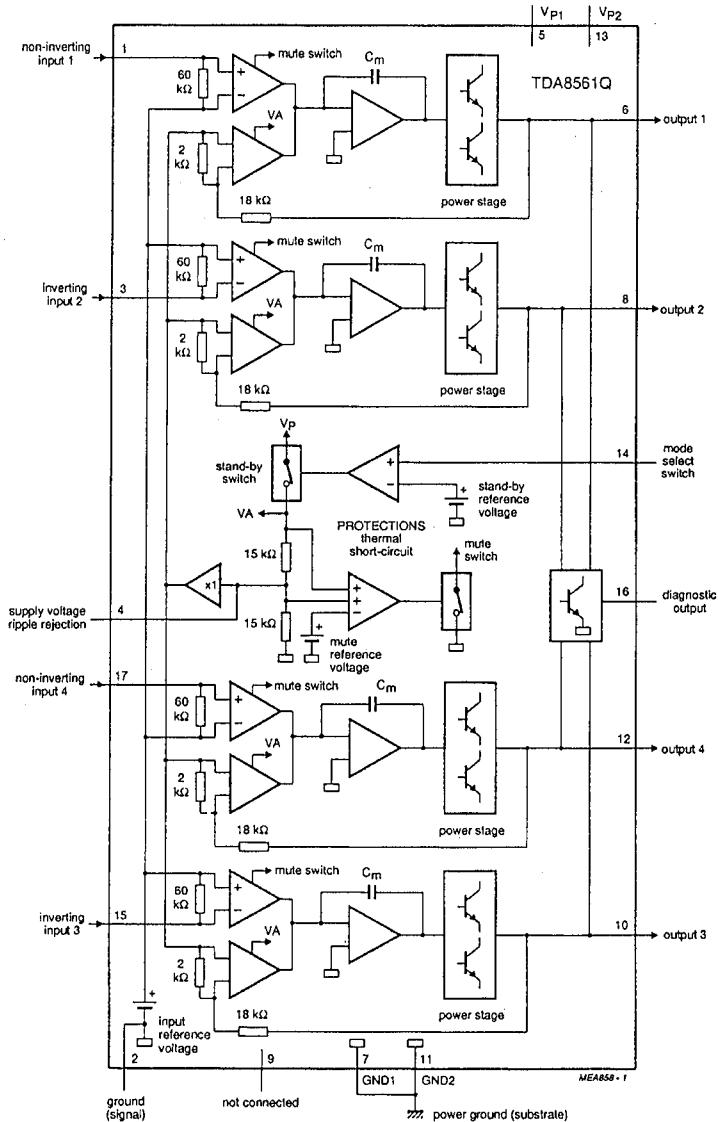 VP1 VP2
5 13
TDA8561Q
non-inverting
input 1
1
60
kΩ
+
−
mute switch
VA
2
kΩ
18 kΩ
Cm
power stage
6
output 1
inverting
input 2
3
60
kΩ
+
−
mute switch
VA
2
kΩ
18 kΩ
Cm
power stage
8
output 2
VP
stand-by
switch
VA
+
−
+
stand-by
reference
voltage
14
mode
select
switch
PROTECTIONS
thermal
short-circuit
15 kΩ
x1
15 kΩ
+
+
−
+
mute
reference
voltage
mute
switch
16
diagnostic
output
supply voltage
ripple rejection
4
non-inverting
input 4
17
60
kΩ
+
−
mute switch
VA
2
kΩ
18 kΩ
Cm
power stage
12
output 4
inverting
input 3
15
60
kΩ
+
−
mute switch
VA
2
kΩ
18 kΩ
Cm
power stage
10
output 3
+
input
reference
voltage
2
ground
(signal)
9
not connected
7
GND1
11
GND2
power ground (substrate)
MEA858 - 1